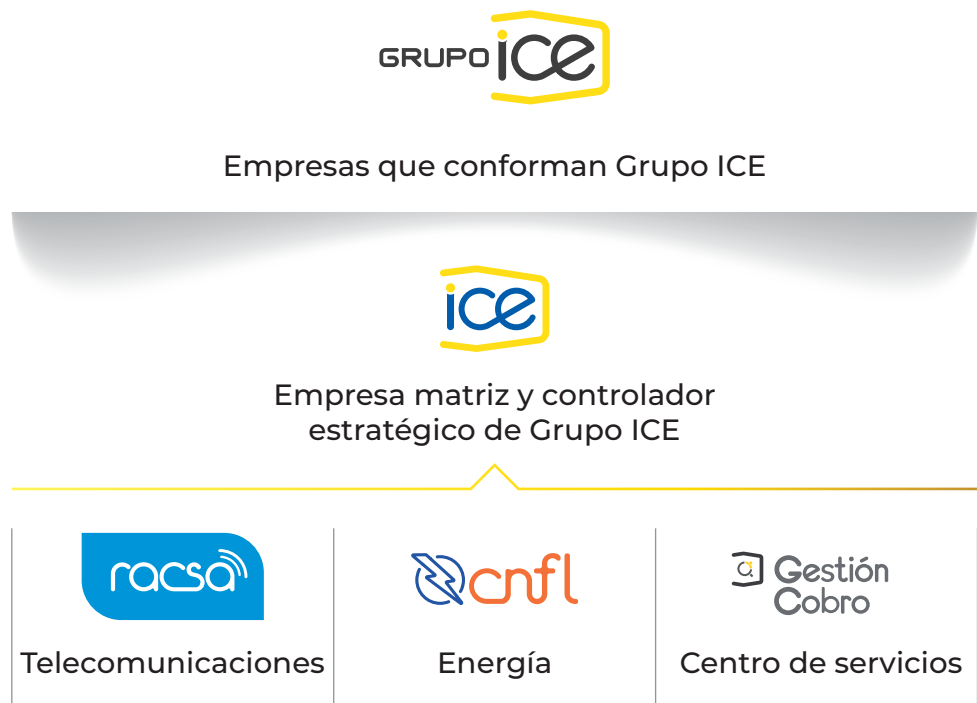 GRUPO ice
Empresas que conforman Grupo ICE
ice
Empresa matriz y controlador
estratégico de Grupo ICE
racsa
cnfl
Gestión
Cobro
Telecomunicaciones
Energía
Centro de servicios